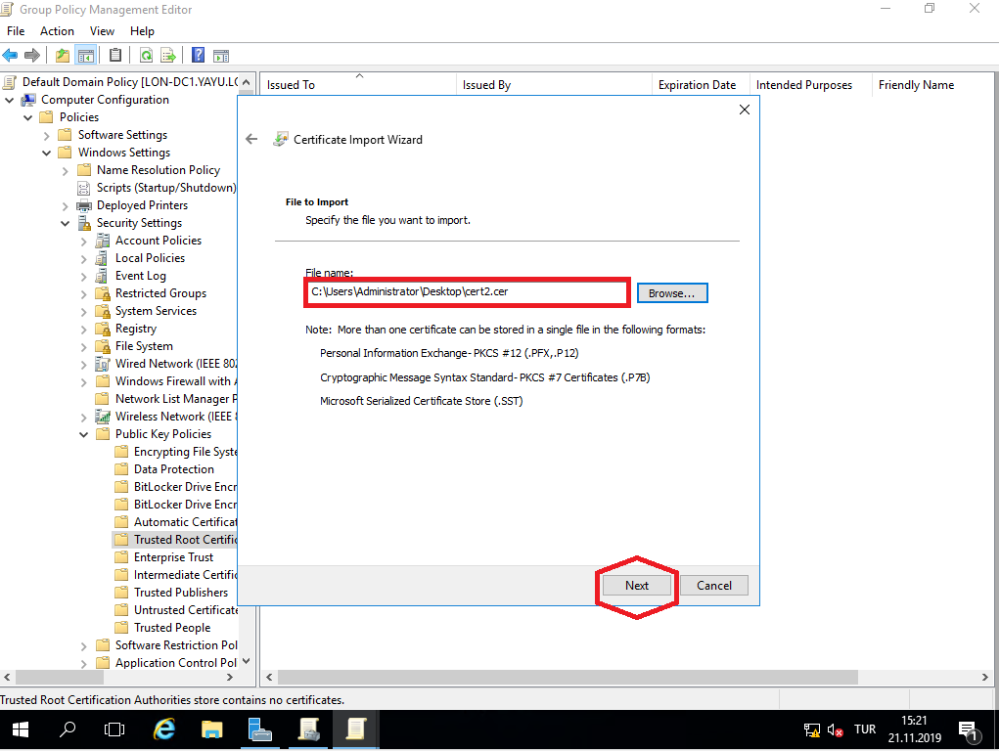 Group Policy Management Editor
File Action View Help
Default Domain Policy [LON-DC1.YAYU.LO
Computer Configuration
Policies
Software Settings
Windows Settings
Name Resolution Policy
Scripts (Startup/Shutdown)
Deployed Printers
Security Settings
Account Policies
Local Policies
Event Log
Restricted Groups
System Services
Registry
File System
Wired Network (IEEE 802
Windows Firewall with A
Network List Manager P
Wireless Network (IEEE 8
Public Key Policies
Encrypting File Syste
Data Protection
BitLocker Drive Encr
BitLocker Drive Encr
Automatic Certificat
Trusted Root Certific
Enterprise Trust
Intermediate Certific
Trusted Publishers
Untrusted Certificate
Trusted People
Software Restriction Pol
Application Control Pol
Issued To Issued By Expiration Date Intended Purposes Friendly Name
Certificate Import Wizard
File to Import
Specify the file you want to import.
File name:
C:\Users\Administrator\Desktop\cert2.cer
Browse...
Note: More than one certificate can be stored in a single file in the following formats:
Personal Information Exchange- PKCS #12 (.PFX,.P12)
Cryptographic Message Syntax Standard- PKCS #7 Certificates (.P7B)
Microsoft Serialized Certificate Store (.SST)
Next Cancel
Trusted Root Certification Authorities store contains no certificates.
TUR
15:21
21.11.2019
1